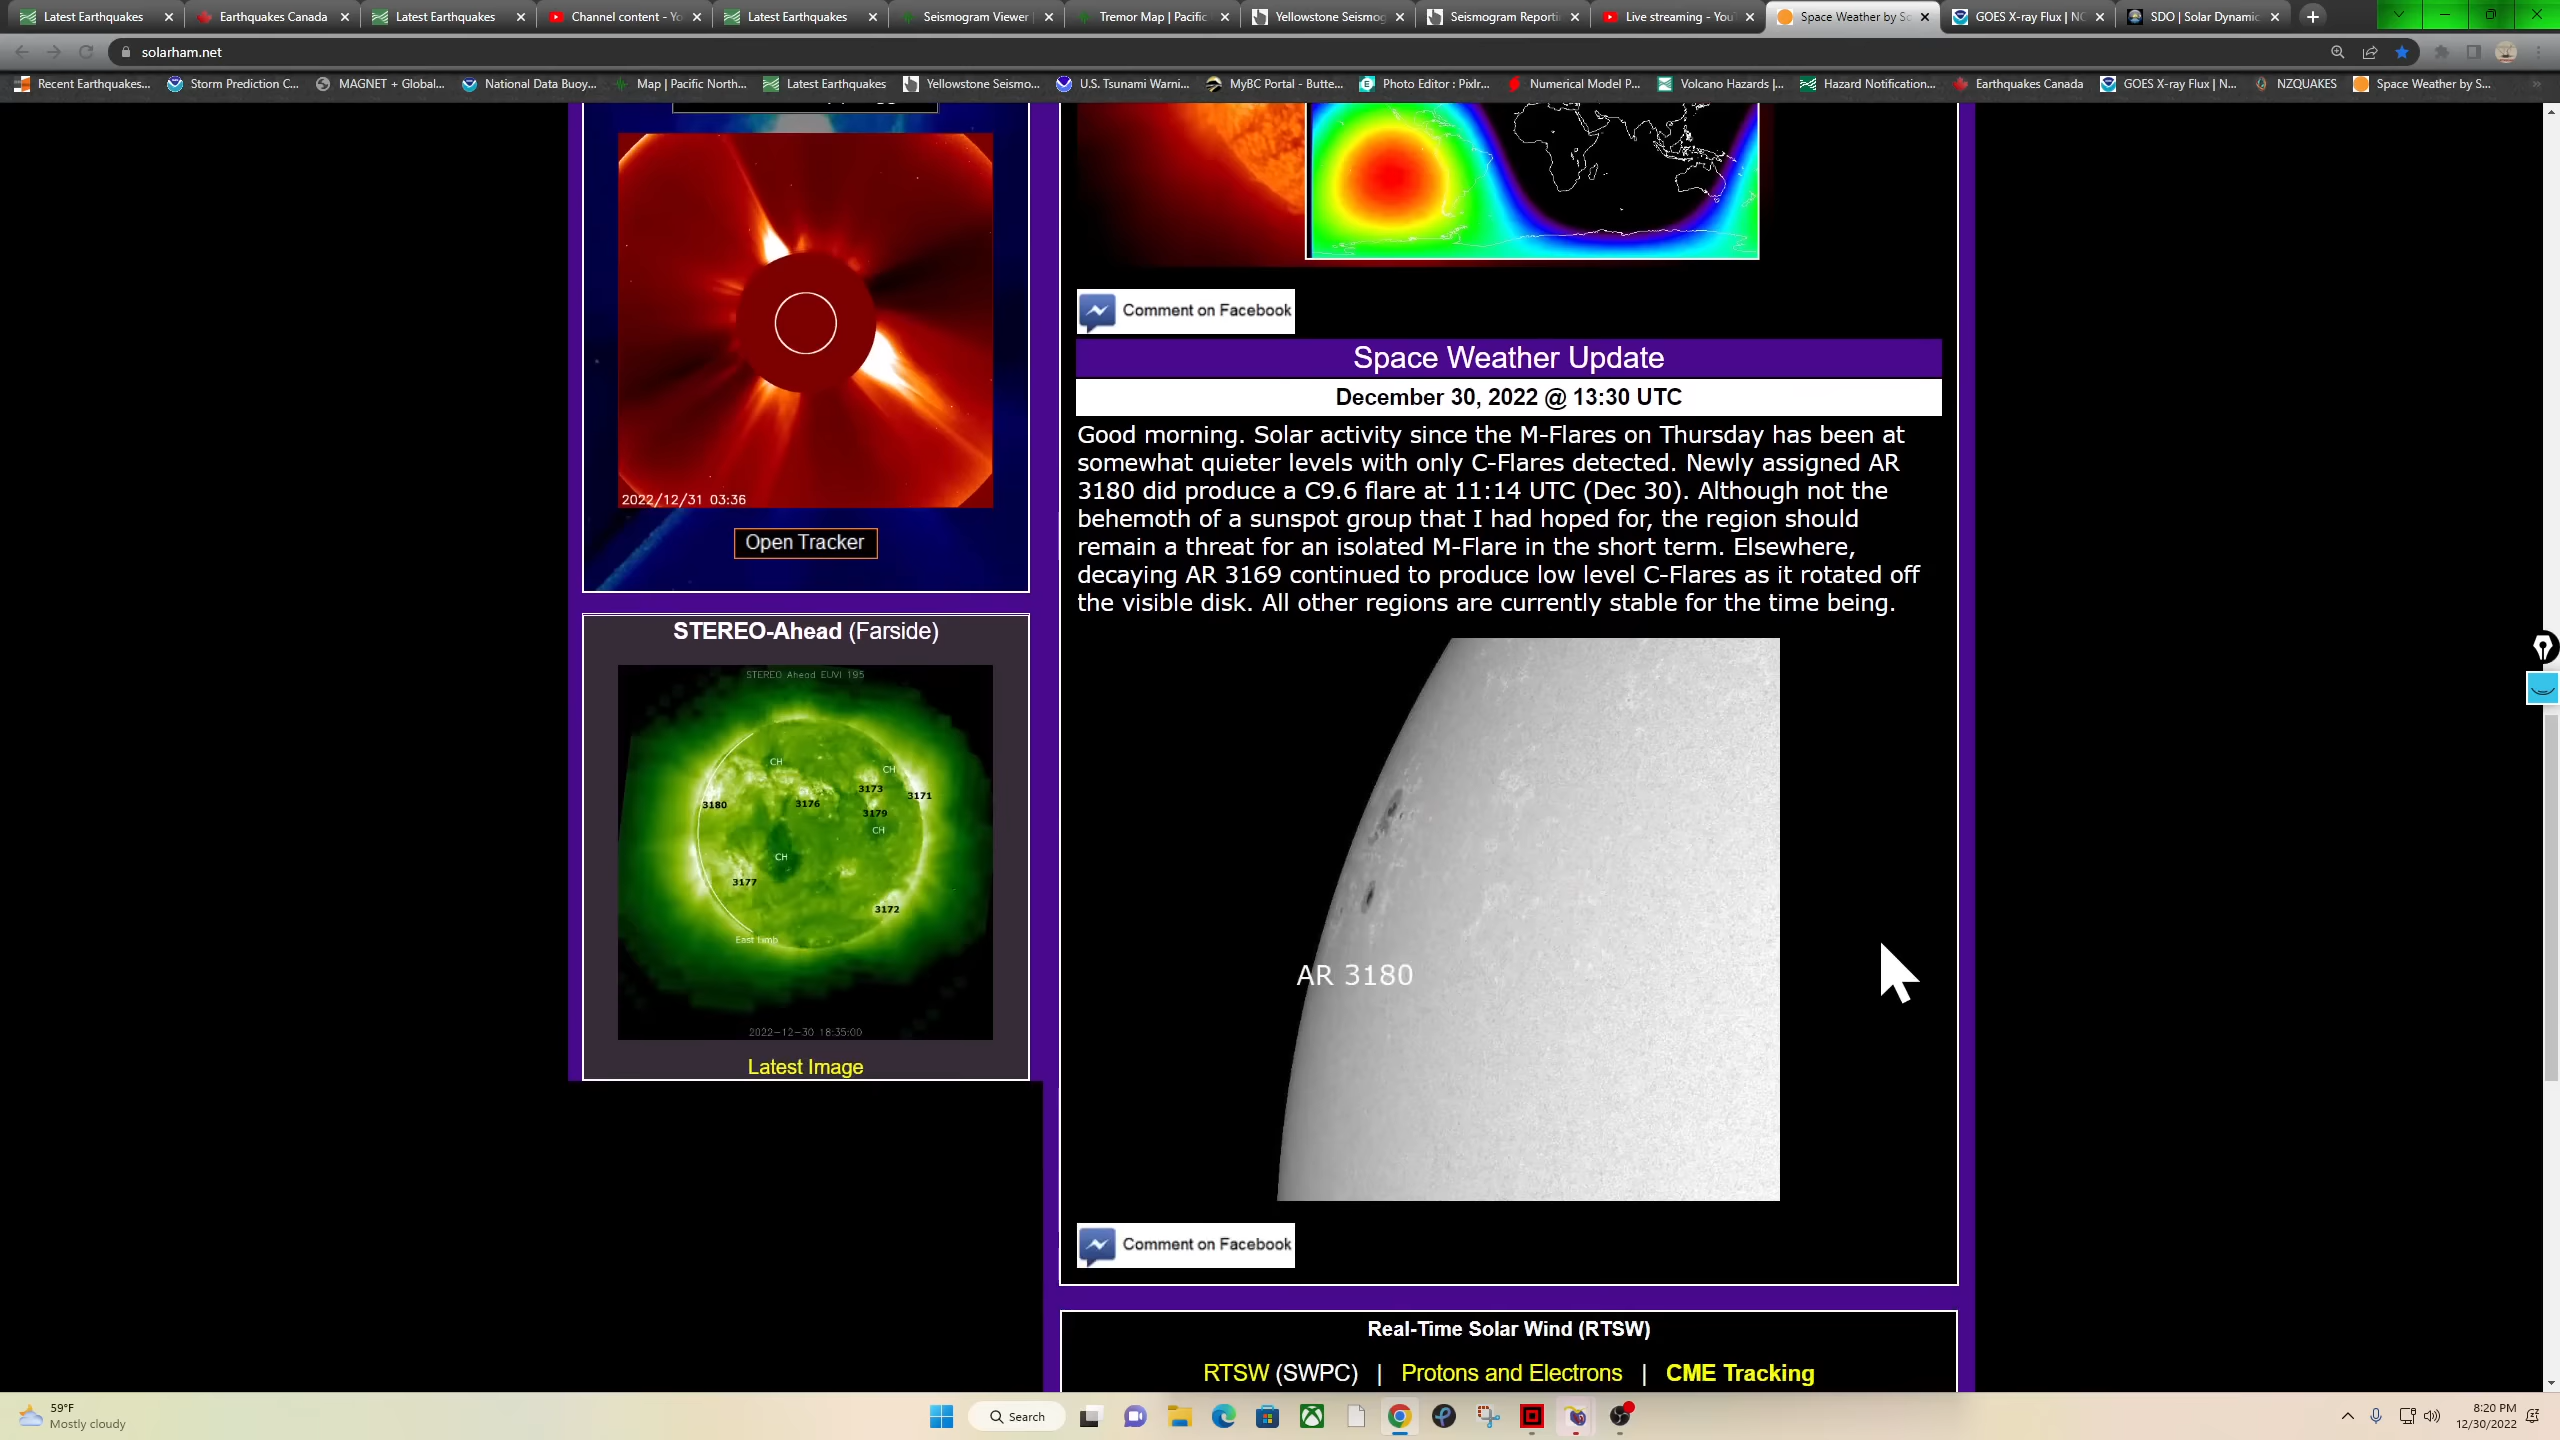 Latest Earthquakes
Earthquakes Canada
Latest Earthquakes
Channel content - Yo
Latest Earthquakes
Seismogram Viewer |
Tremor Map | Pacific
Yellowstone Seismog
Seismogram Reporti
Live streaming - You
Space Weather by So
GOES X-ray Flux | NO
SDO | Solar Dynamic
solarham.net
Recent Earthquakes...
Storm Prediction C...
MAGNET + Global...
National Data Buoy...
Map | Pacific North...
Latest Earthquakes
Yellowstone Seismo...
U.S. Tsunami Warni...
MyBC Portal - Butte...
Photo Editor : Pixlr...
Numerical Model P...
Volcano Hazards |...
Hazard Notification...
Earthquakes Canada
GOES X-ray Flux | N...
NZQUAKES
Space Weather by S...
2022/12/31 03:36
Open Tracker
STEREO-Ahead (Farside)
STEREO Ahead EUVI 195
CH
CH
3173
3171
3180
3176
3179
CH
CH
3177
3172
East Limb
2022-12-30 18:35:00
Latest Image
Comment on Facebook
Space Weather Update
December 30, 2022 @ 13:30 UTC
Good morning. Solar activity since the M-Flares on Thursday has been at
somewhat quieter levels with only C-Flares detected. Newly assigned AR
3180 did produce a C9.6 flare at 11:14 UTC (Dec 30). Although not the
behemoth of a sunspot group that I had hoped for, the region should
remain a threat for an isolated M-Flare in the short term. Elsewhere,
decaying AR 3169 continued to produce low level C-Flares as it rotated off
the visible disk. All other regions are currently stable for the time being.
AR 3180
Comment on Facebook
Real-Time Solar Wind (RTSW)
RTSW (SWPC) | Protons and Electrons | CME Tracking
59°F
Mostly cloudy
Search
8:20 PM
12/30/2022